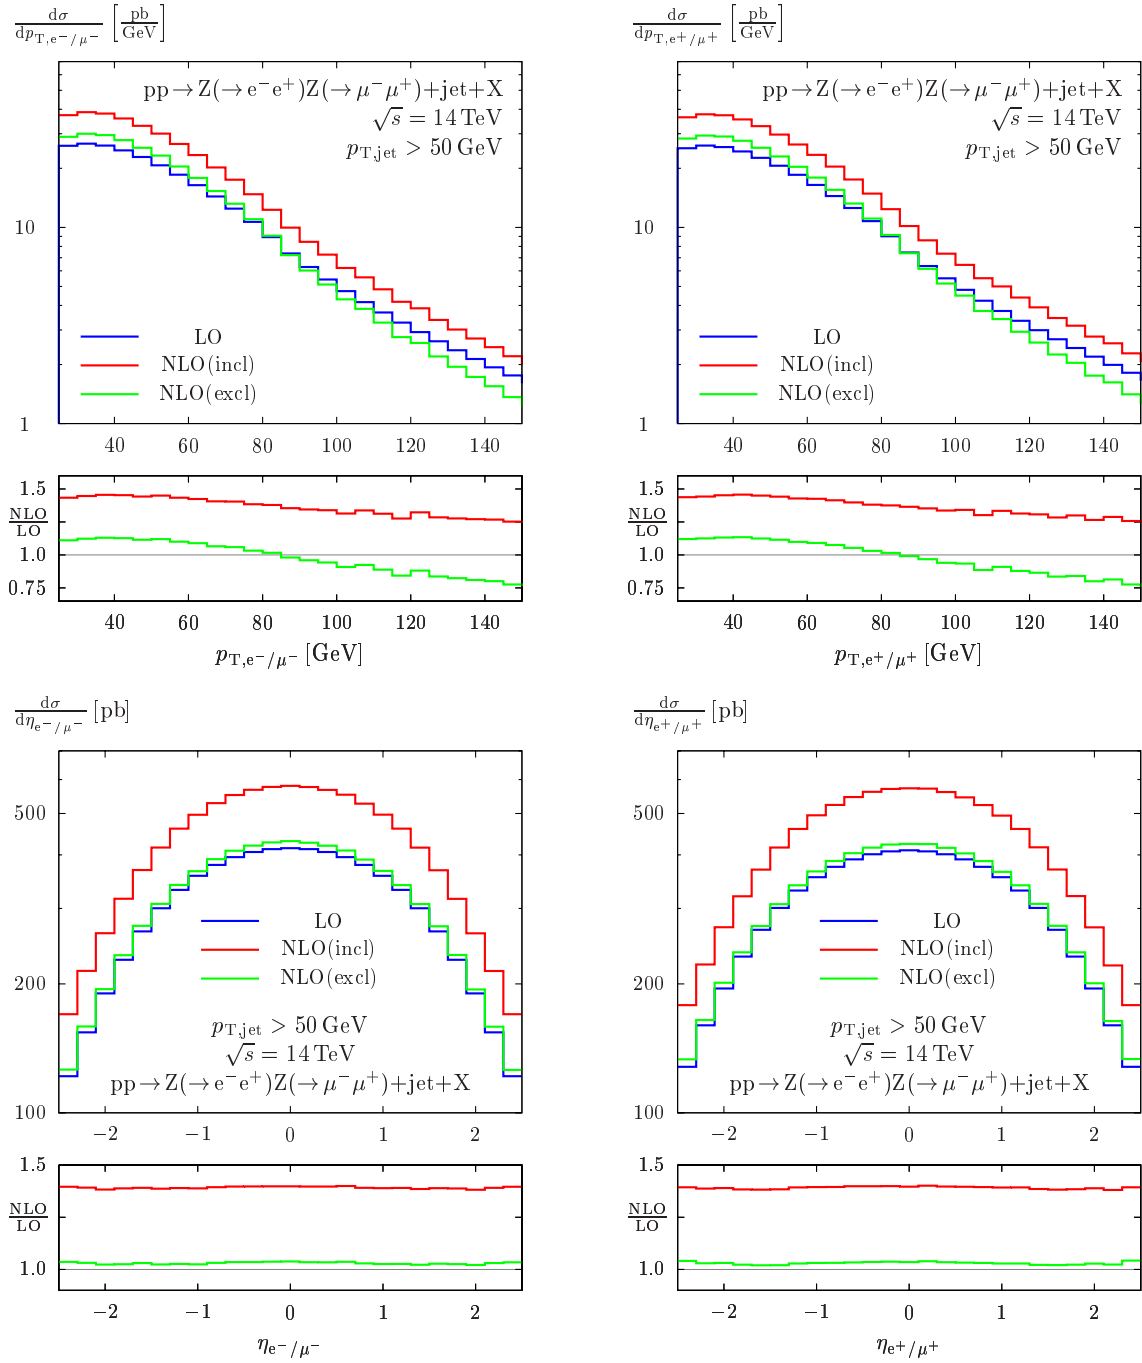 dσ/dp_T,e⁻/μ⁻ [pb/GeV]
pp→Z(→e⁻e⁺)Z(→μ⁻μ⁺)+jet+X
√s = 14 TeV
p_T,jet > 50 GeV
10
LO
NLO(incl)
NLO(excl)
1
40 60 80 100 120 140
1.5
NLO/LO
1.0
0.75
40 60 80 100 120 140
p_T,e⁻/μ⁻ [GeV]
dσ/dp_T,e⁺/μ⁺ [pb/GeV]
pp→Z(→e⁻e⁺)Z(→μ⁻μ⁺)+jet+X
√s = 14 TeV
p_T,jet > 50 GeV
10
LO
NLO(incl)
NLO(excl)
1
40 60 80 100 120 140
1.5
NLO/LO
1.0
0.75
40 60 80 100 120 140
p_T,e⁺/μ⁺ [GeV]
dσ/dη_e⁻/μ⁻ [pb]
500
LO
NLO(incl)
200 NLO(excl)
p_T,jet > 50 GeV
√s = 14 TeV
pp→Z(→e⁻e⁺)Z(→μ⁻μ⁺)+jet+X
100
−2 −1 0 1 2
1.5
NLO/LO
1.0
−2 −1 0 1 2
η_e⁻/μ⁻
dσ/dη_e⁺/μ⁺ [pb]
500
LO
NLO(incl)
200 NLO(excl)
p_T,jet > 50 GeV
√s = 14 TeV
pp→Z(→e⁻e⁺)Z(→μ⁻μ⁺)+jet+X
100
−2 −1 0 1 2
1.5
NLO/LO
1.0
−2 −1 0 1 2
η_e⁺/μ⁺